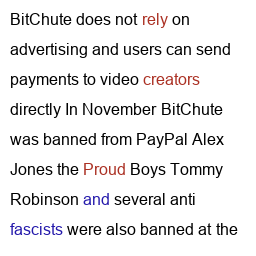 BitChute does not rely on
advertising and users can send
payments to video creators
directly In November BitChute
was banned from PayPal Alex
Jones the Proud Boys Tommy
Robinson and several anti
fascists were also banned at the